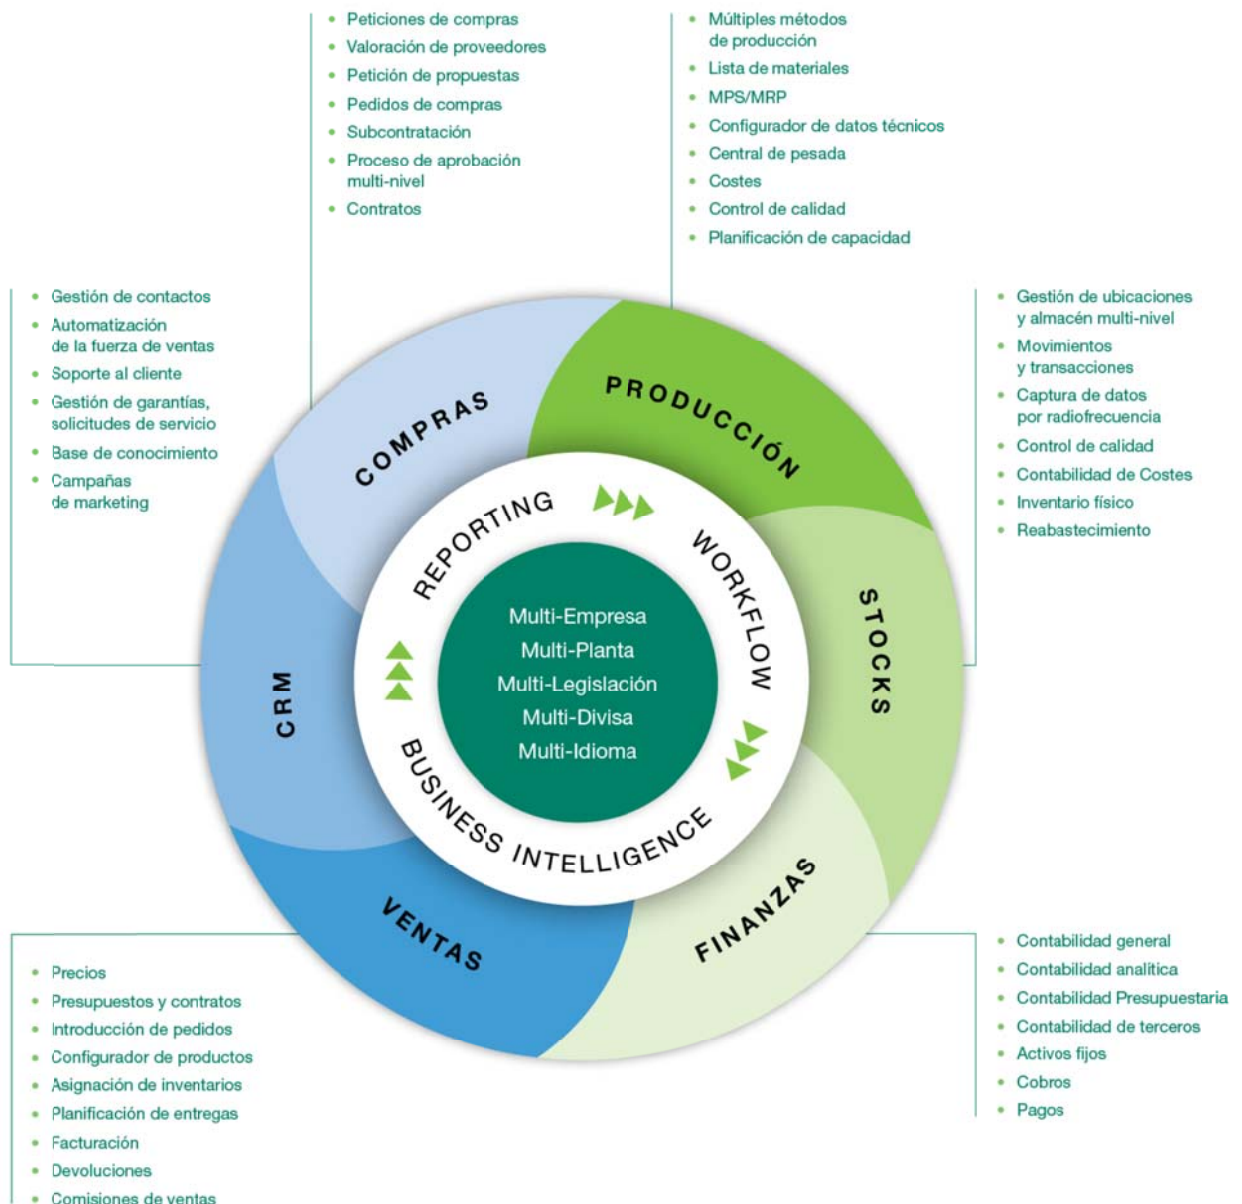 Peticiones de compras
Valoración de proveedores
Petición de propuestas
Pedidos de compras
Subcontratación
Proceso de aprobación
multi-nivel
Contratos
Múltiples métodos
de producción
Lista de materiales
MPS/MRP
Configurador de datos técnicos
Central de pesada
Costes
Control de calidad
Planificación de capacidad
Gestión de contactos
Automatización
de la fuerza de ventas
Soporte al cliente
Gestión de garantías,
solicitudes de servicio
Base de conocimiento
Campañas
de marketing
Gestión de ubicaciones
y almacén multi-nivel
Movimientos
y transacciones
Captura de datos
por radiofrecuencia
Control de calidad
Contabilidad de Costes
Inventario físico
Reabastecimiento
COMPRAS
PRODUCCIÓN
STOCKS
FINANZAS
VENTAS
CRM
REPORTING
WORKFLOW
BUSINESS INTELLIGENCE
Multi-Empresa
Multi-Planta
Multi-Legislación
Multi-Divisa
Multi-Idioma
Precios
Presupuestos y contratos
Introducción de pedidos
Configurador de productos
Asignación de inventarios
Planificación de entregas
Facturación
Devoluciones
Comisiones de ventas
Contabilidad general
Contabilidad analítica
Contabilidad Presupuestaria
Contabilidad de terceros
Activos fijos
Cobros
Pagos